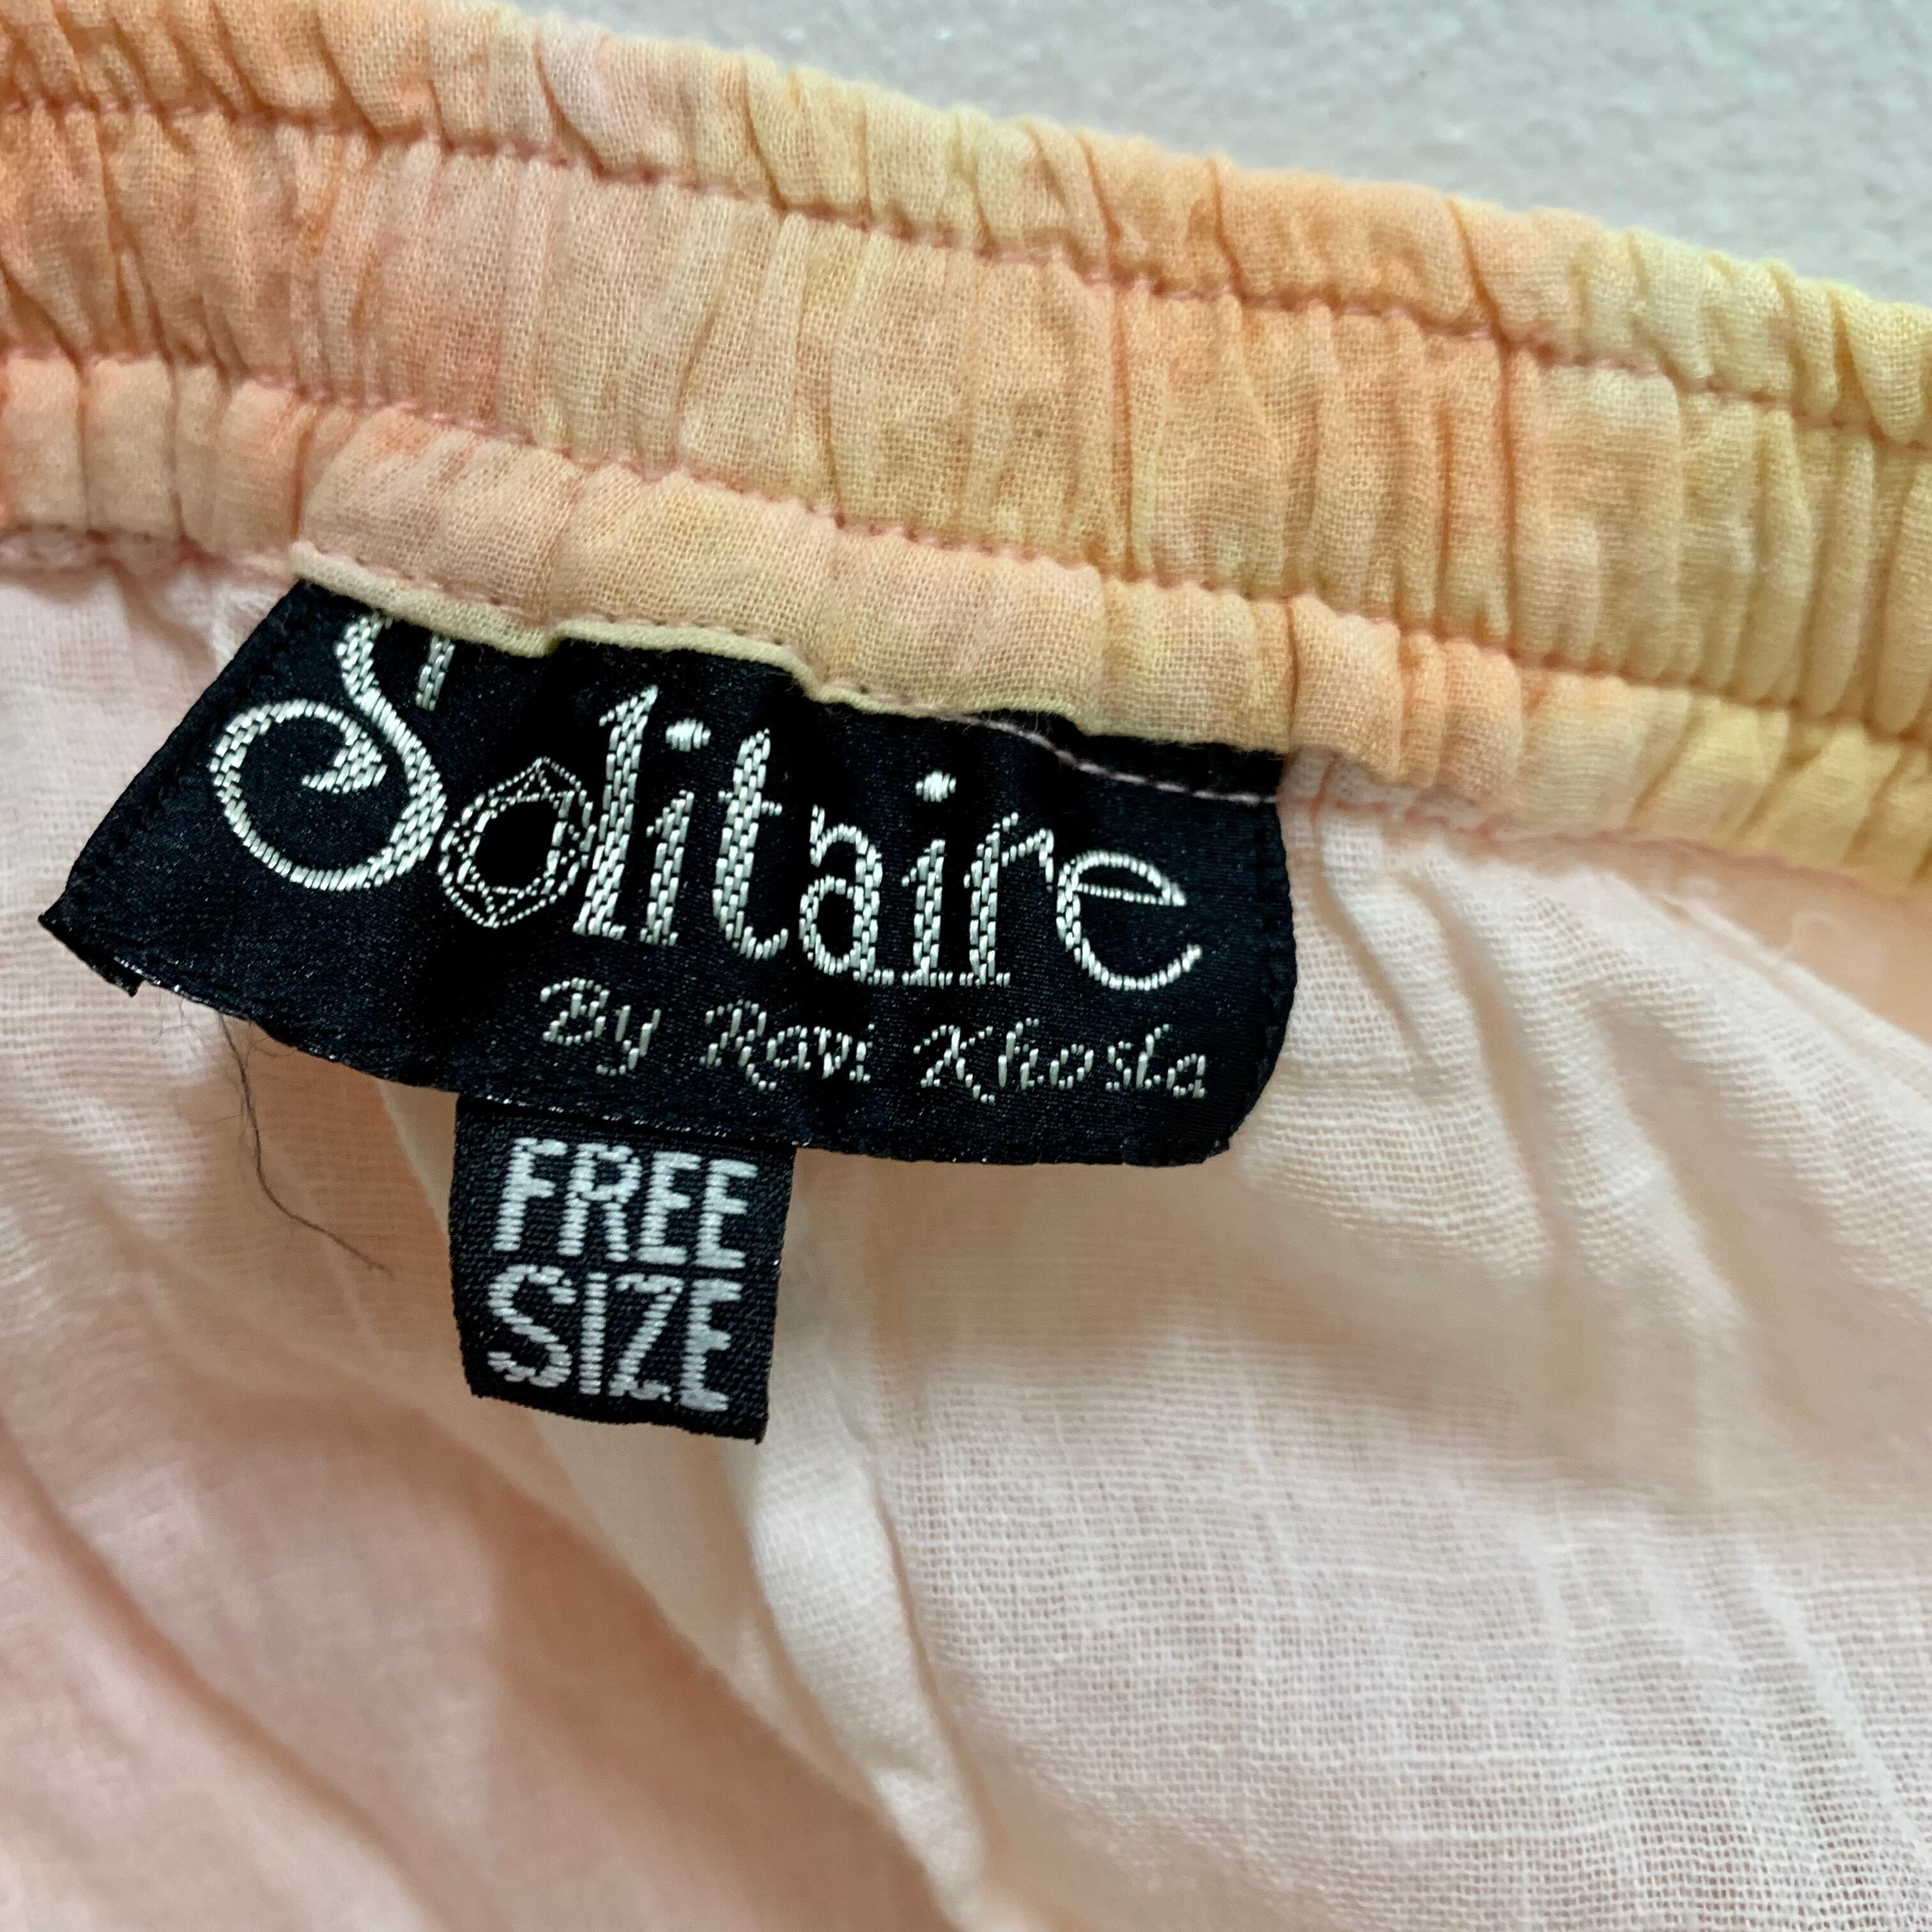 Solitaire
By Ravi Khosla
FREE
SIZE